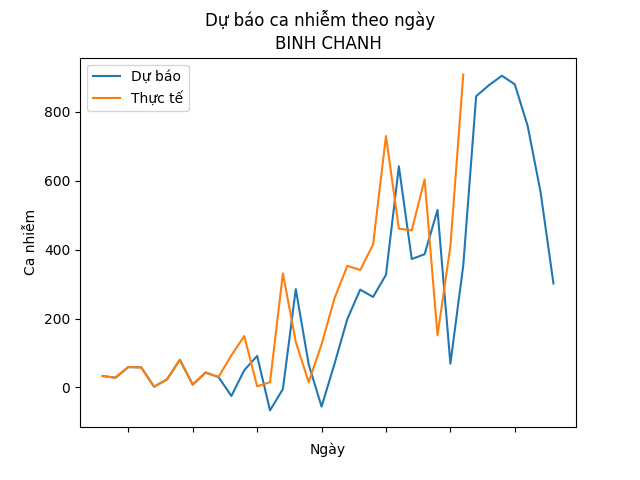 Dự báo ca nhiễm theo ngày
BINH CHANH
Dự báo
Thực tế
800
600
400
200
0
Ca nhiễm
Ngày